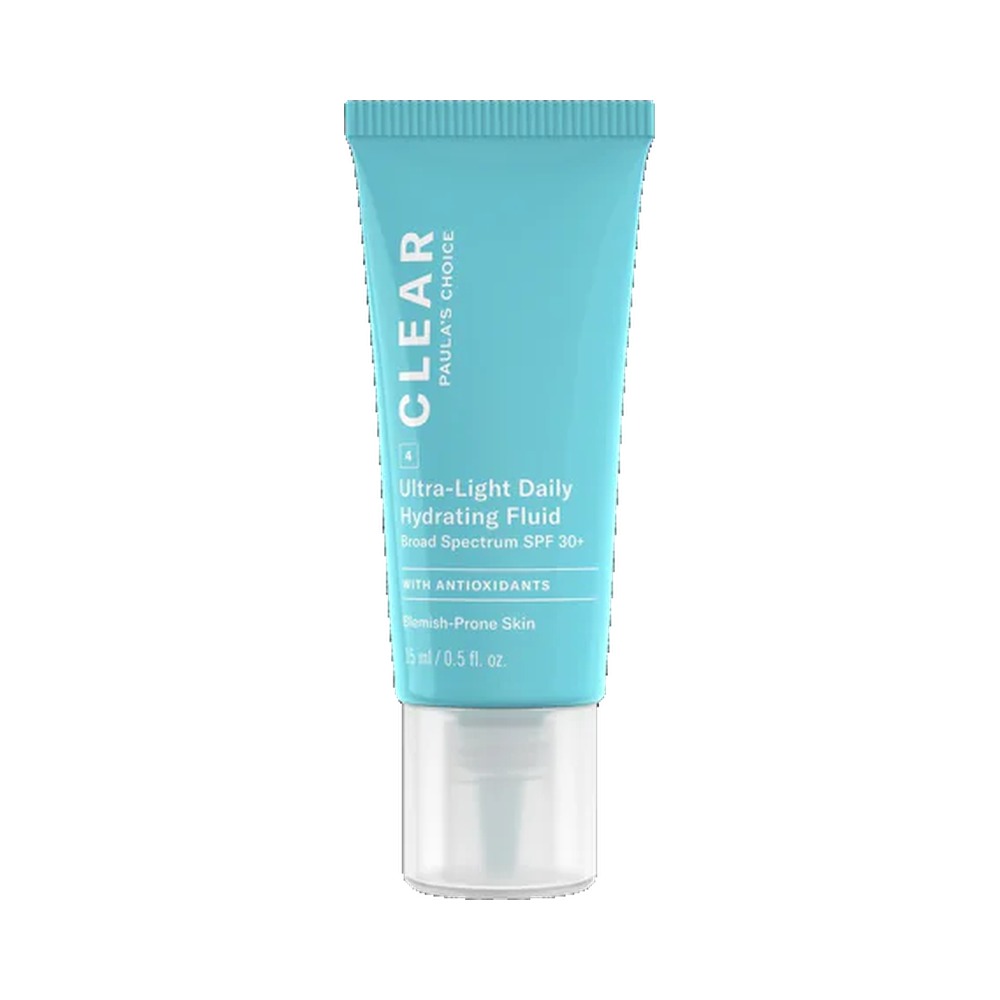 CLEAR
PAULA'S CHOICE
4
Ultra-Light Daily
Hydrating Fluid
Broad Spectrum SPF 30+
WITH ANTIOXIDANTS
Blemish-Prone Skin
15 ml / 0.5 fl. oz.